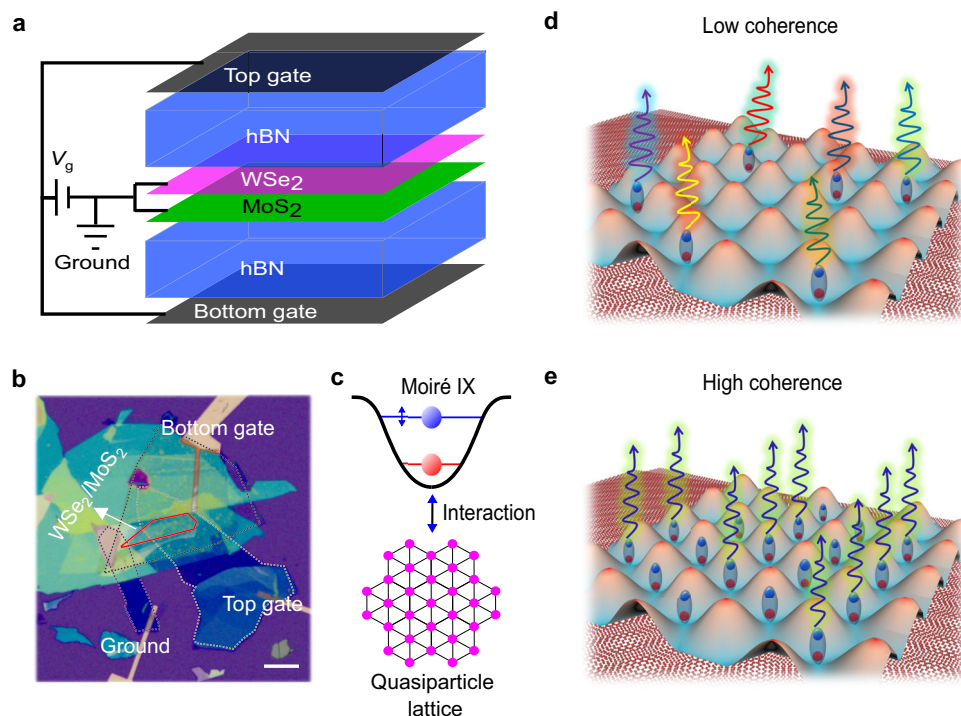 a
Top gate
hBN
WSe₂
MoS₂
hBN
Bottom gate
V_g
Ground
b
Bottom gate
WSe₂/MoS₂
Top gate
Ground
c
Moiré IX
Interaction
Quasiparticle
lattice
d
Low coherence
e
High coherence